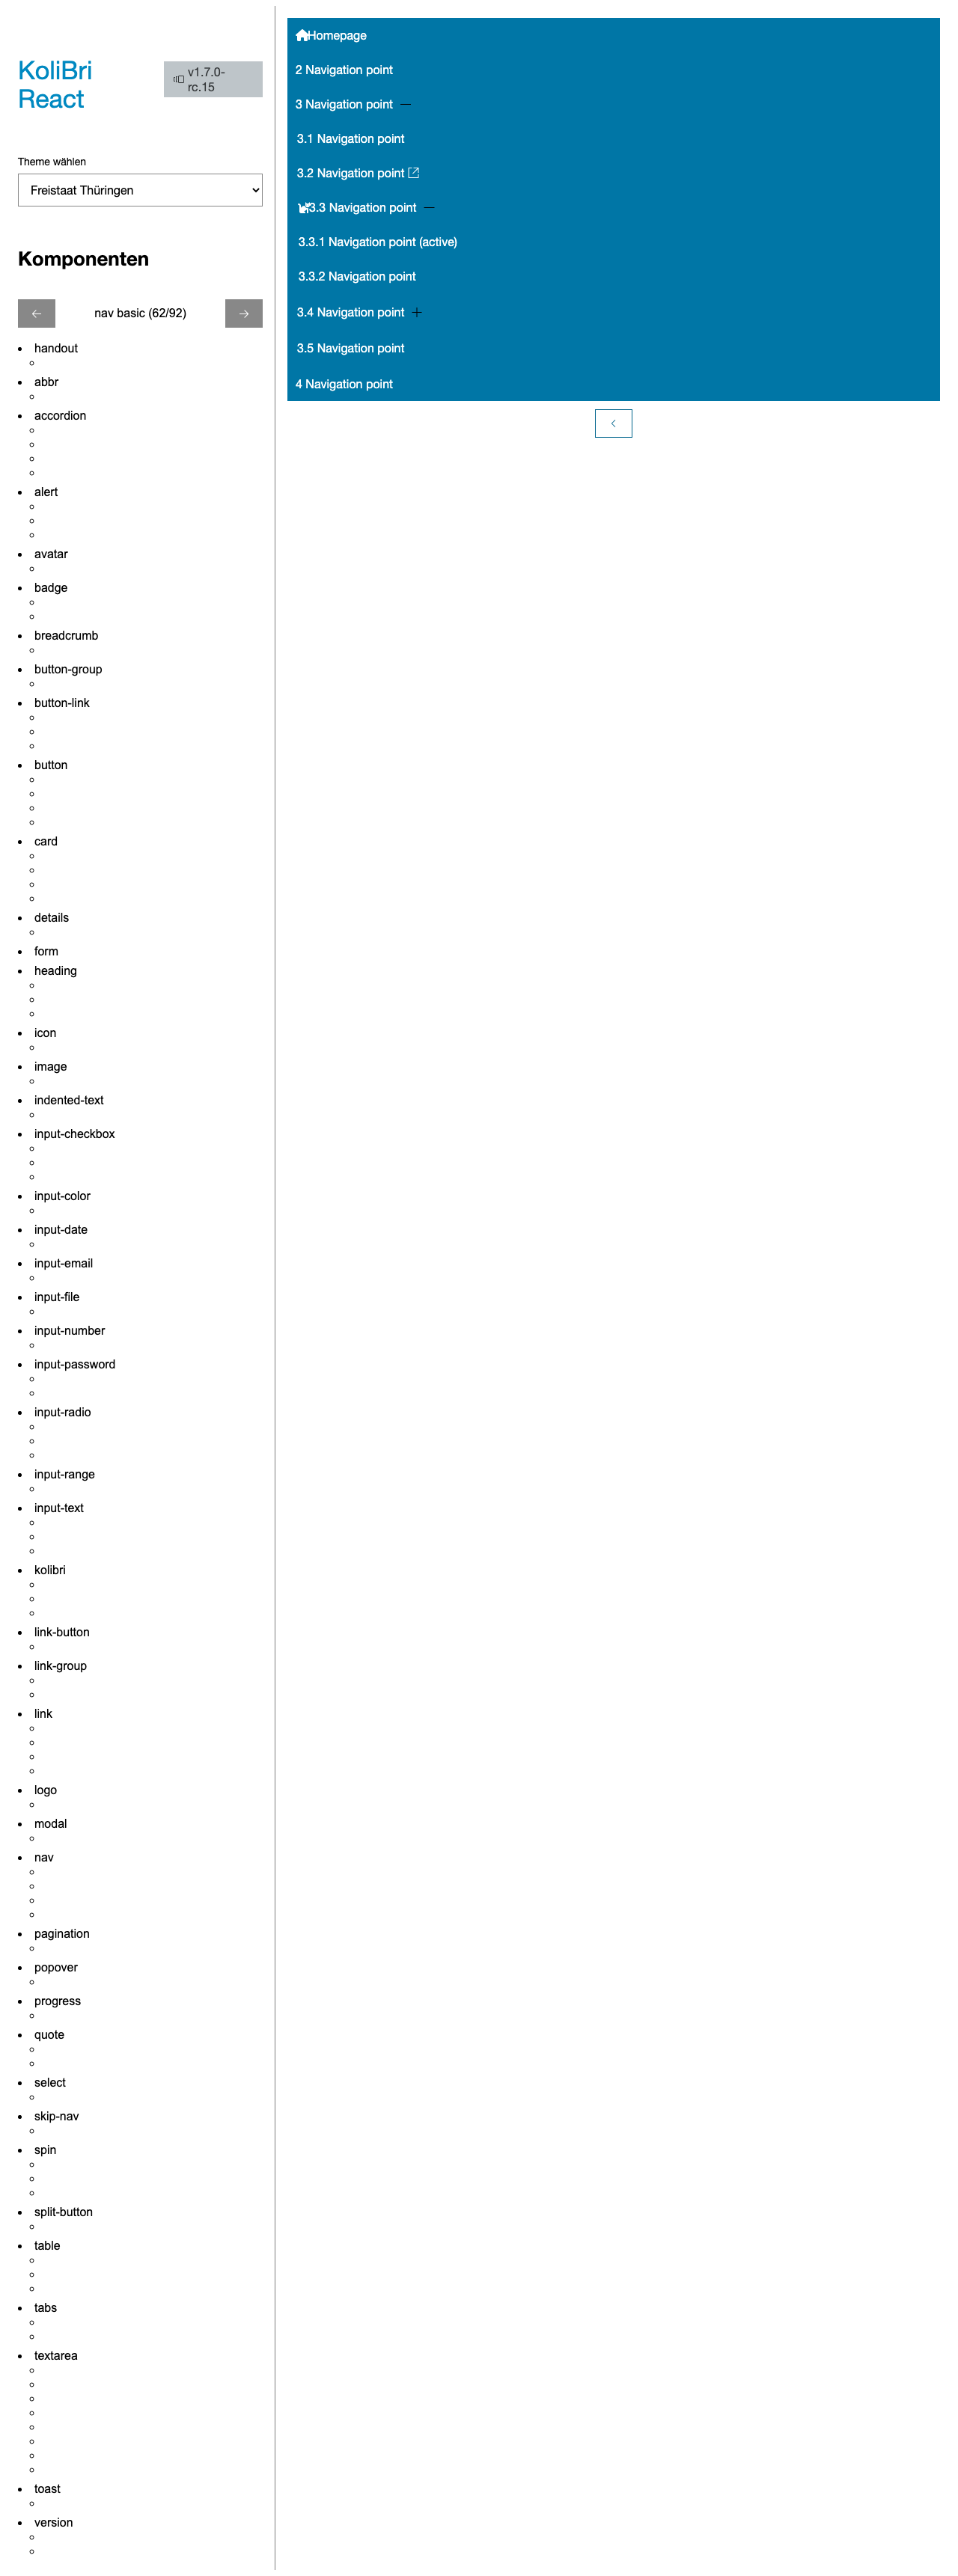 KoliBri
React
v1.7.0-
rc.15
Theme wählen
Freistaat Thüringen
Komponenten
nav basic (62/92)
handout
abbr
accordion
alert
avatar
badge
breadcrumb
button-group
button-link
button
card
details
form
heading
icon
image
indented-text
input-checkbox
input-color
input-date
input-email
input-file
input-number
input-password
input-radio
input-range
input-text
kolibri
link-button
link-group
link
logo
modal
nav
pagination
popover
progress
quote
select
skip-nav
spin
split-button
table
tabs
textarea
toast
version
Homepage
2 Navigation point
3 Navigation point
3.1 Navigation point
3.2 Navigation point
3.3 Navigation point
3.3.1 Navigation point (active)
3.3.2 Navigation point
3.4 Navigation point
3.5 Navigation point
4 Navigation point